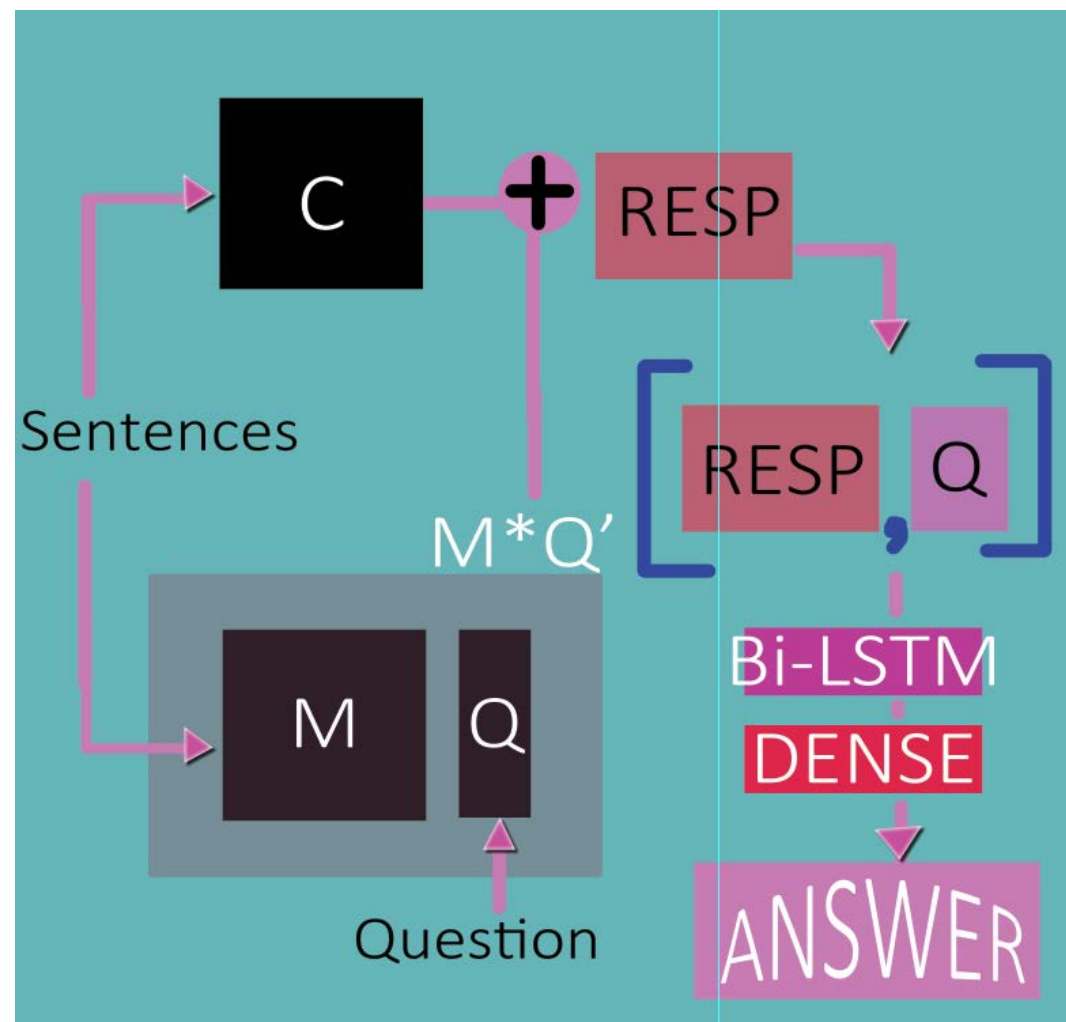 C
+
RESP
Sentences
RESP , Q
M*Q’
Bi-LSTM
M Q
DENSE
Question
ANSWER